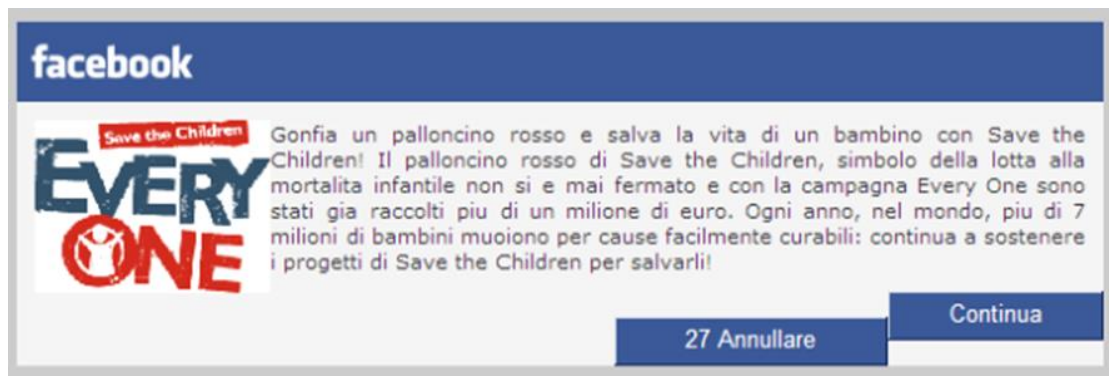 facebook
Save the Children
EVERY
ONE
Gonfia un palloncino rosso e salva la vita di un bambino con Save the
Children! Il palloncino rosso di Save the Children, simbolo della lotta alla
mortalita infantile non si e mai fermato e con la campagna Every One sono
stati gia raccolti piu di un milione di euro. Ogni anno, nel mondo, piu di 7
milioni di bambini muoiono per cause facilmente curabili: continua a sostenere
i progetti di Save the Children per salvarli!
Continua
27 Annullare